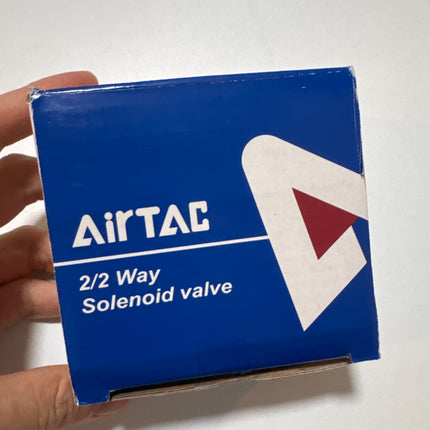 AirTAC
2/2 Way
Solenoid valve